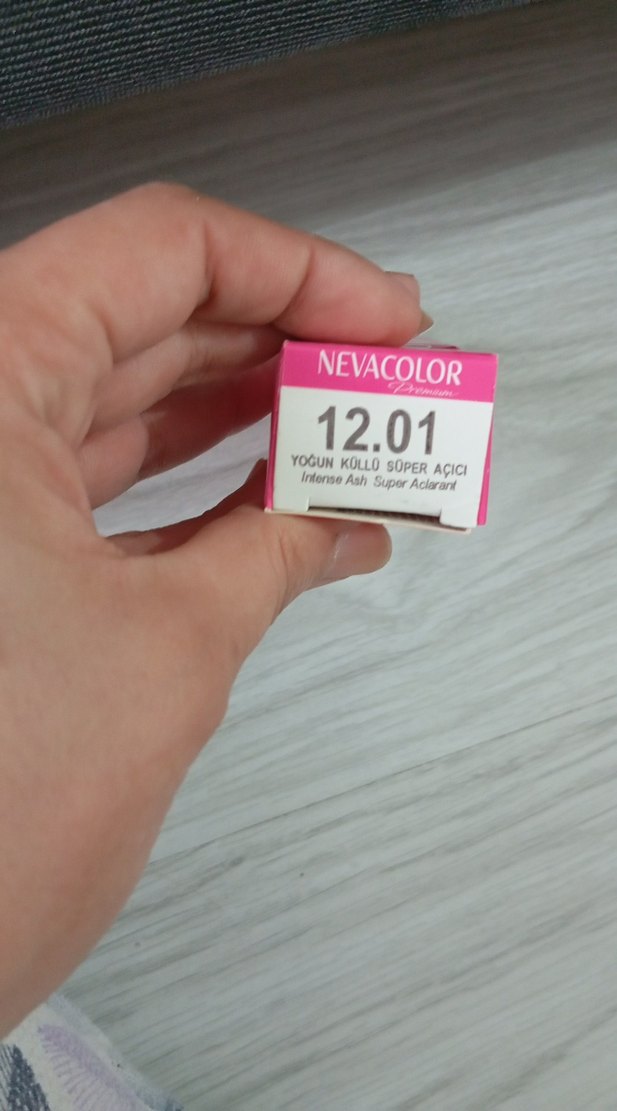 NEVACOLOR
Premium
12.01
YOĞUN KÜLLÜ SÜPER AÇICI
Intense Ash Super Aclarant